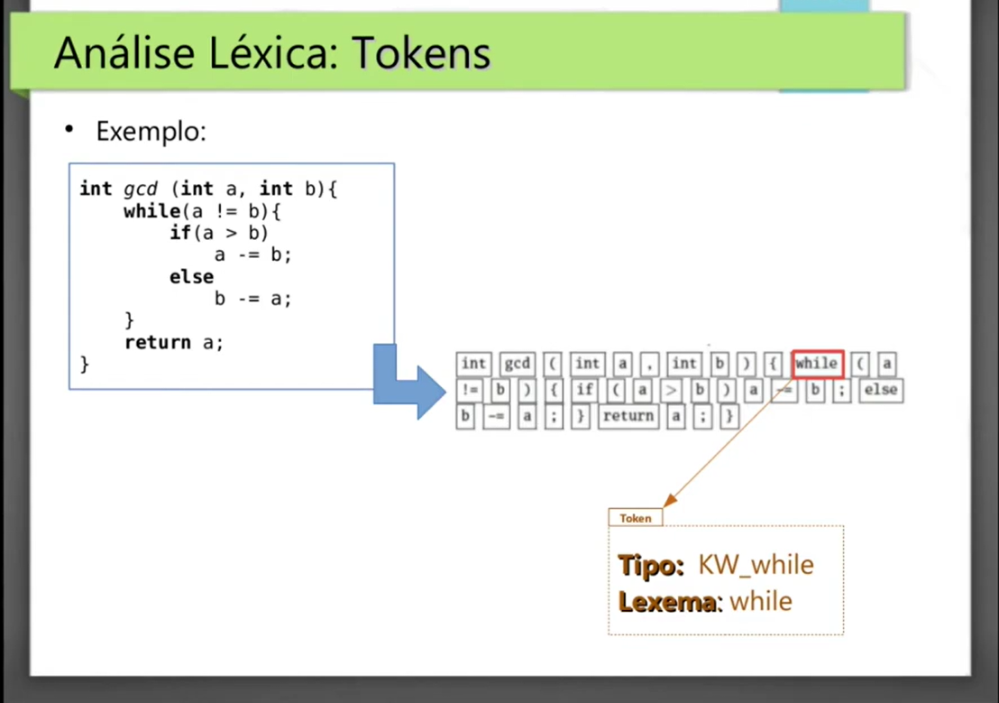 Análise Léxica: Tokens
• Exemplo:
int gcd (int a, int b){
while(a != b){
if(a > b)
a -= b;
else
b -= a;
}
return a;
}
int gcd ( int a , int b ) { while ( a
!= b ) { if ( a > b ) a -= b ; else
b -= a ; } return a ; }
Token
Tipo: KW_while
Lexema: while